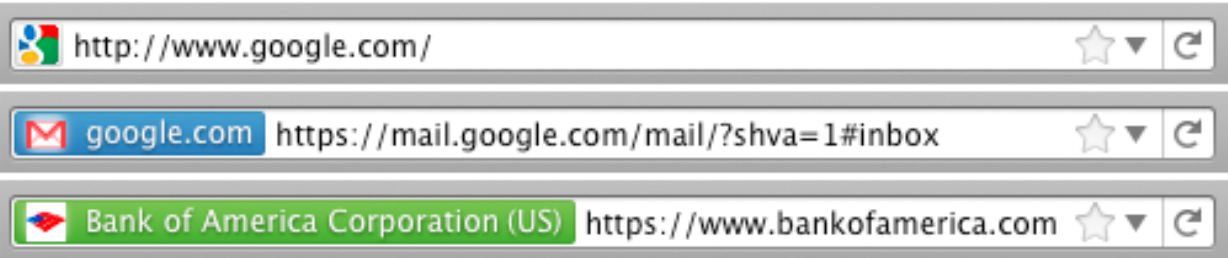 http://www.google.com/
google.com https://mail.google.com/mail/?shva=1#inbox
Bank of America Corporation (US) https://www.bankofamerica.com